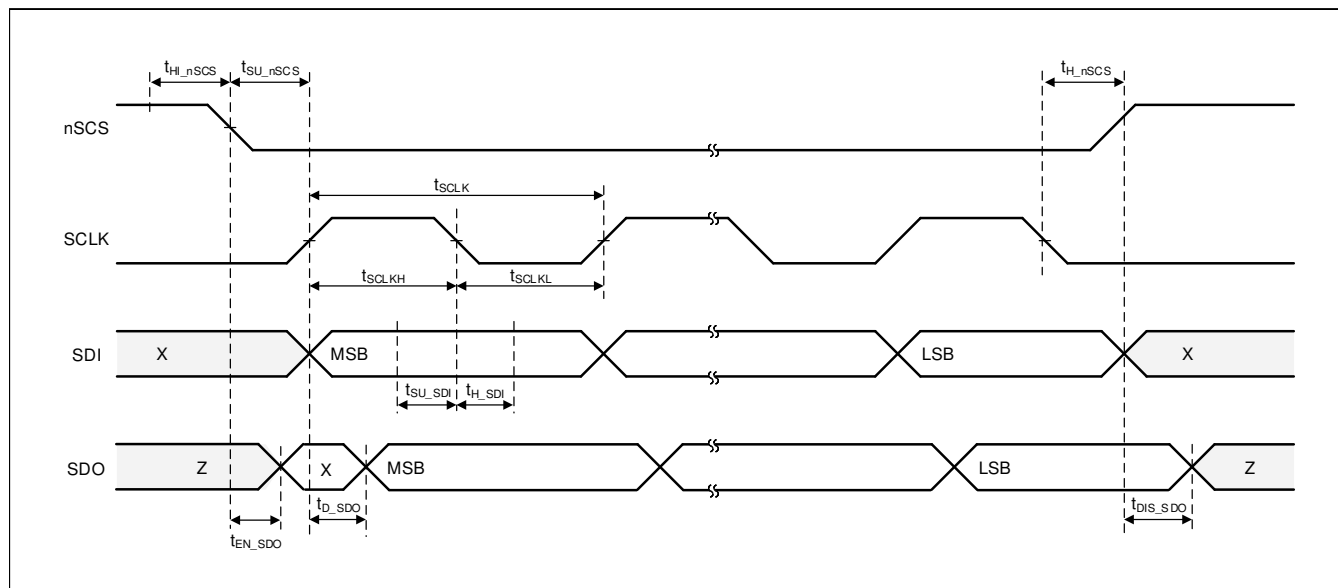 tHI_nSCS tSU_nSCS tH_nSCS
nSCS
tSCLK
SCLK
tSCLKH tSCLKL
SDI X MSB LSB X
tSU_SDI tH_SDI
SDO Z X MSB LSB Z
tD_SDO tDIS_SDO
tEN_SDO